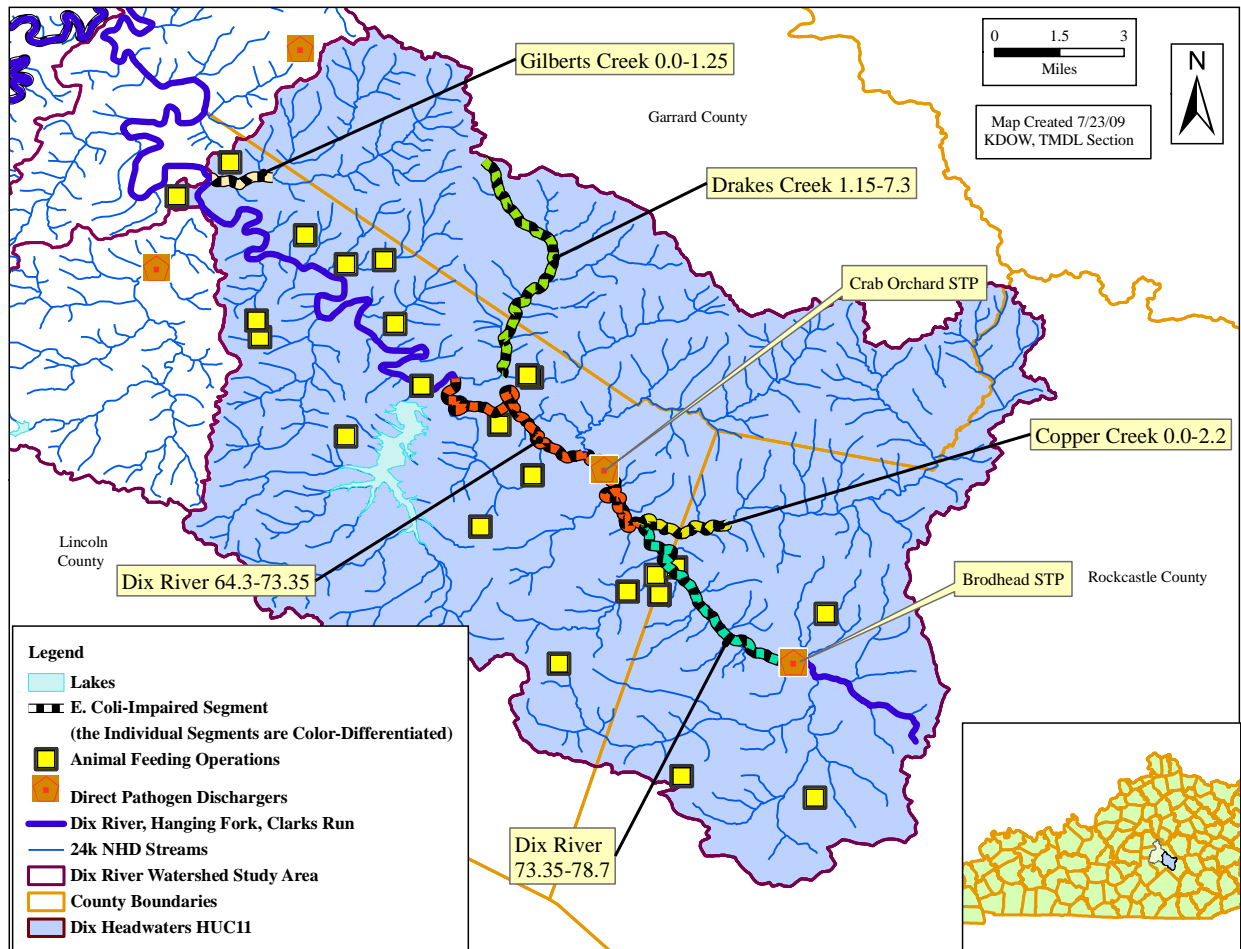 Gilberts Creek 0.0-1.25
0 1.5 3
Miles
N
Garrard County
Map Created 7/23/09
KDOW, TMDL Section
Drakes Creek 1.15-7.3
Crab Orchard STP
Copper Creek 0.0-2.2
Lincoln
County
Dix River 64.3-73.35
Brodhead STP
Rockcastle County
Dix River
73.35-78.7
Legend
Lakes
E. Coli-Impaired Segment
(the Individual Segments are Color-Differentiated)
Animal Feeding Operations
Direct Pathogen Dischargers
Dix River, Hanging Fork, Clarks Run
24k NHD Streams
Dix River Watershed Study Area
County Boundaries
Dix Headwaters HUC11